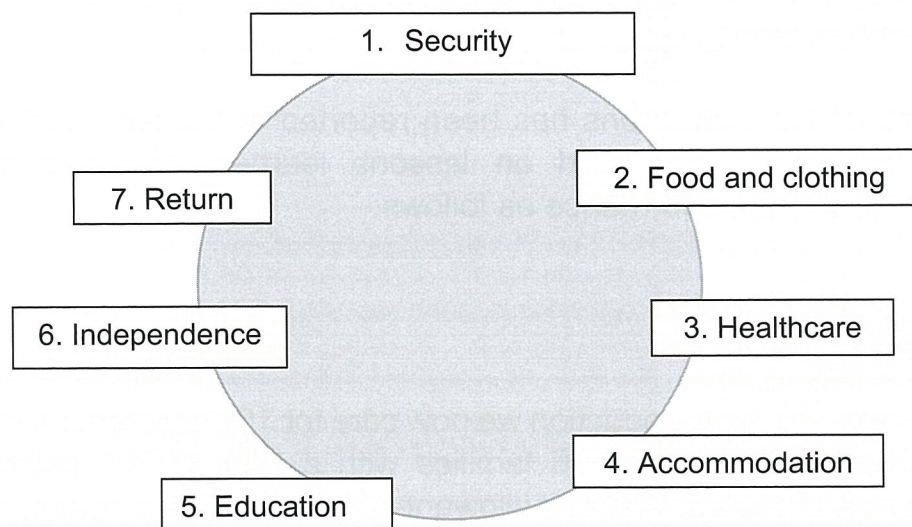 1. Security
2. Food and clothing
3. Healthcare
4. Accommodation
5. Education
6. Independence
7. Return